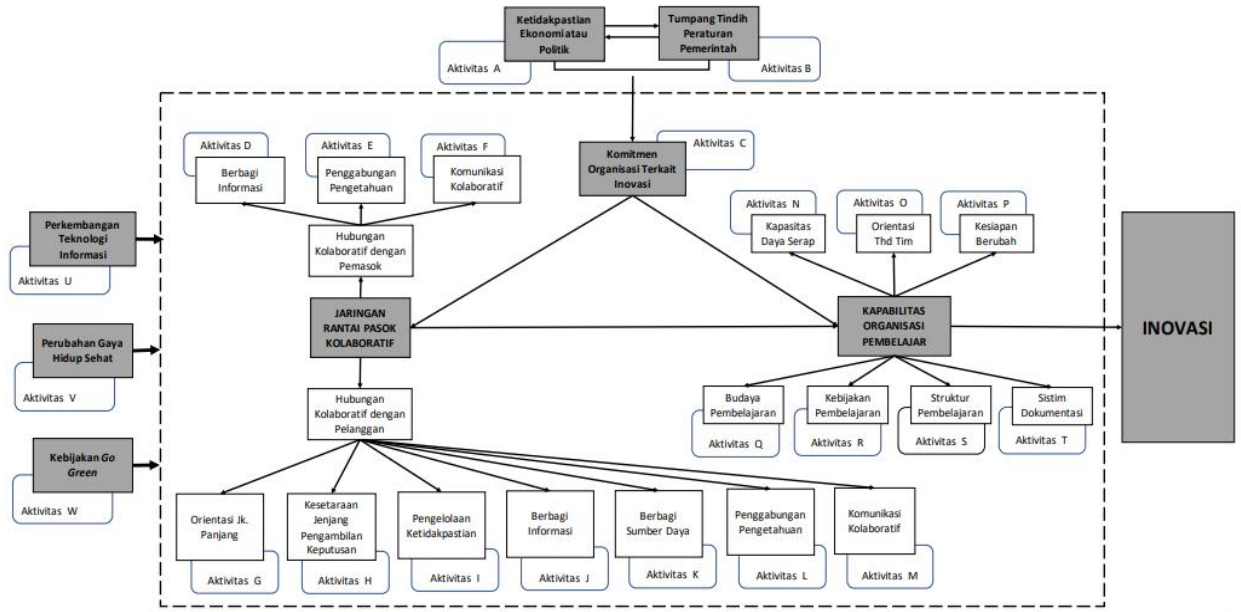 Ketidakpastian
Ekonomi atau
Politik
Aktivitas A
Tumpang Tindih
Peraturan
Pemerintah
Aktivitas B
Komitmen
Organisasi Terkait
Inovasi
Aktivitas C
Aktivitas D
Berbagi
Informasi
Aktivitas E
Penggabungan
Pengetahuan
Aktivitas F
Komunikasi
Kolaboratif
Hubungan
Kolaboratif dengan
Pemasok
Aktivitas N
Kapasitas
Daya Serap
Aktivitas O
Orientasi
Thd Tim
Aktivitas P
Kesiapan
Berubah
Perkembangan
Teknologi
Informasi
Aktivitas U
Perubahan Gaya
Hidup Sehat
Aktivitas V
Kebijakan Go
Green
Aktivitas W
JARINGAN
RANTAI PASOK
KOLABORATIF
KAPABILITAS
ORGANISASI
PEMBELAJAR
INOVASI
Hubungan
Kolaboratif dengan
Pelanggan
Budaya
Pembelajaran
Aktivitas Q
Kebijakan
Pembelajaran
Aktivitas R
Struktur
Pembelajaran
Aktivitas S
Sistim
Dokumentasi
Aktivitas T
Orientasi Jk.
Panjang
Aktivitas G
Kesetaraan
Jenjang
Pengambilan
Keputusan
Aktivitas H
Pengelolaan
Ketidakpastian
Aktivitas I
Berbagi
Informasi
Aktivitas J
Berbagi
Sumber Daya
Aktivitas K
Penggabungan
Pengetahuan
Aktivitas L
Komunikasi
Kolaboratif
Aktivitas M